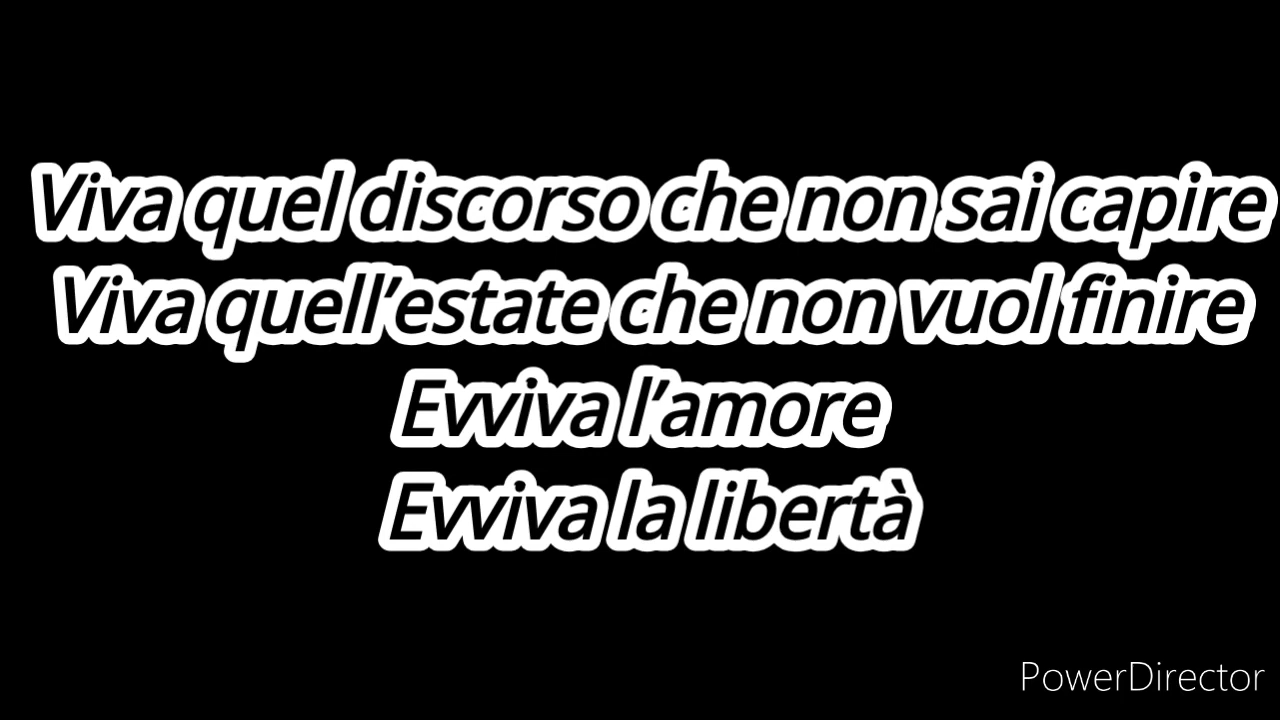 Viva quel discorso che non sai capire
Viva quell’estate che non vuol finire
Evviva l’amore
Evviva la libertà
PowerDirector